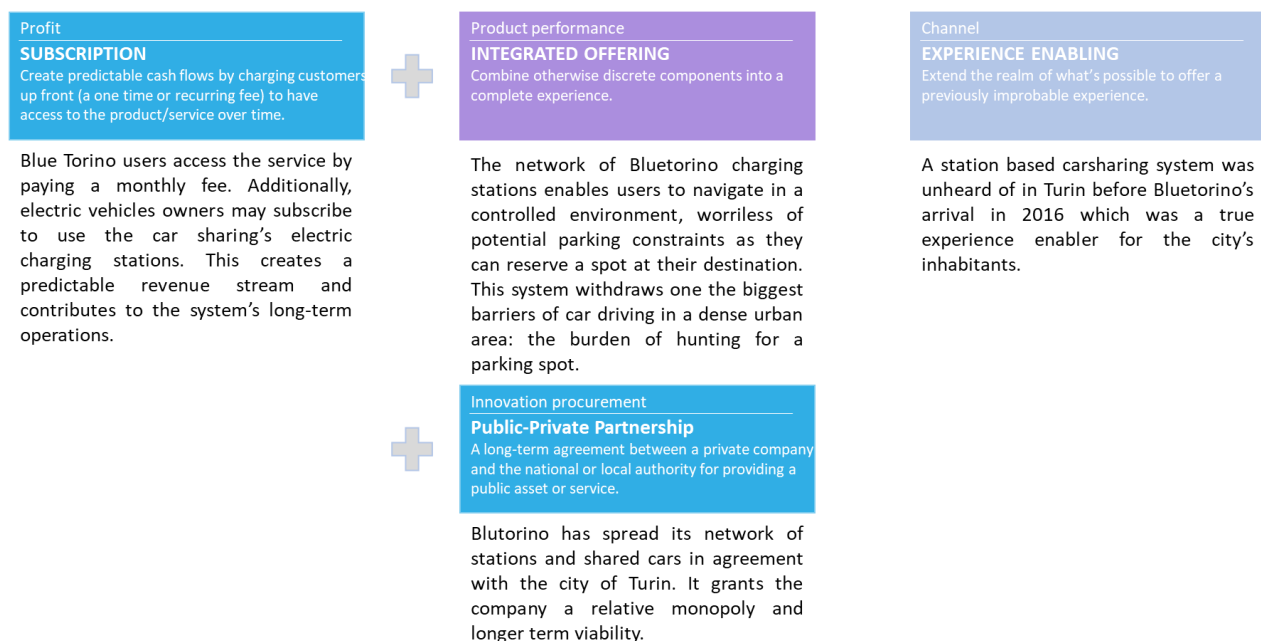 Profit
SUBSCRIPTION
Create predictable cash flows by charging customers
up front (a one time or recurring fee) to have
access to the product/service over time.
Blue Torino users access the service by
paying a monthly fee. Additionally,
electric vehicles owners may subscribe
to use the car sharing's electric
charging stations. This creates a
predictable revenue stream and
contributes to the system's long-term
operations.
Product performance
INTEGRATED OFFERING
Combine otherwise discrete components into a
complete experience.
The network of Bluetorino charging
stations enables users to navigate in a
controlled environment, worriless of
potential parking constraints as they
can reserve a spot at their destination.
This system withdraws one the biggest
barriers of car driving in a dense urban
area: the burden of hunting for a
parking spot.
Innovation procurement
Public-Private Partnership
A long-term agreement between a private company
and the national or local authority for providing a
public asset or service.
Blutorino has spread its network of
stations and shared cars in agreement
with the city of Turin. It grants the
company a relative monopoly and
longer term viability.
Channel
EXPERIENCE ENABLING
Extend the realm of what's possible to offer a
previously improbable experience.
A station based carsharing system was
unheard of in Turin before Bluetorino's
arrival in 2016 which was a true
experience enabler for the city's
inhabitants.